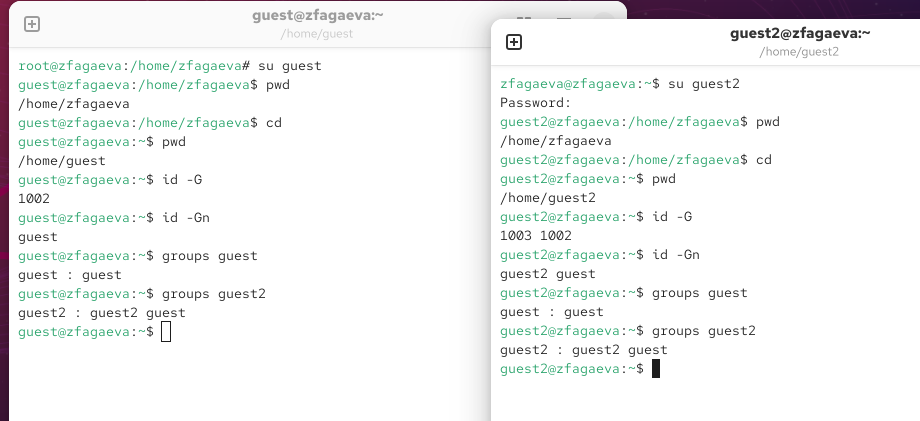 guest@zfagaeva:~
/home/guest
root@zfagaeva:/home/zfagaeva# su guest
guest@zfagaeva:/home/zfagaeva$ pwd
/home/zfagaeva
guest@zfagaeva:/home/zfagaeva$ cd
guest@zfagaeva:~$ pwd
/home/guest
guest@zfagaeva:~$ id -G
1002
guest@zfagaeva:~$ id -Gn
guest
guest@zfagaeva:~$ groups guest
guest : guest
guest@zfagaeva:~$ groups guest2
guest2 : guest2 guest
guest@zfagaeva:~$
guest2@zfagaeva:~
/home/guest2
zfagaeva@zfagaeva:~$ su guest2
Password:
guest2@zfagaeva:/home/zfagaeva$ pwd
/home/zfagaeva
guest2@zfagaeva:/home/zfagaeva$ cd
guest2@zfagaeva:~$ pwd
/home/guest2
guest2@zfagaeva:~$ id -G
1003 1002
guest2@zfagaeva:~$ id -Gn
guest2 guest
guest2@zfagaeva:~$ groups guest
guest : guest
guest2@zfagaeva:~$ groups guest2
guest2 : guest2 guest
guest2@zfagaeva:~$